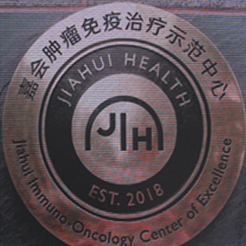 嘉会肿瘤免疫治疗示范中心
JIAHUI HEALTH
JIH
EST. 2018
Jiahui Immuno-Oncology Center of Excellence